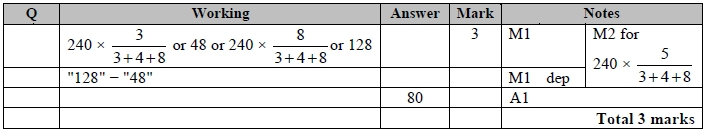 Q Working Answer Mark Notes
240 × 3/(3+4+8) or 48 or 240 × 8/(3+4+8) or 128 3 M1 M2 for 240 × 5/(3+4+8)
"128" – "48" M1 dep
80 A1
Total 3 marks